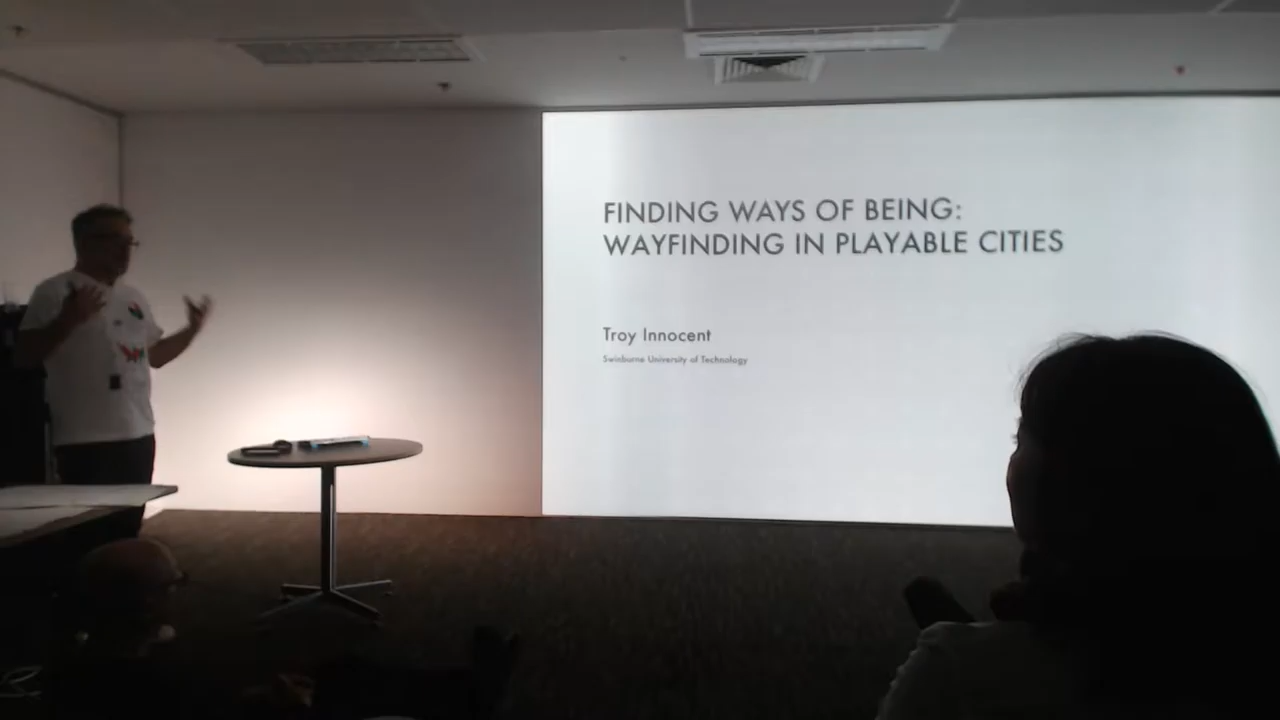 FINDING WAYS OF BEING:
WAYFINDING IN PLAYABLE CITIES
Troy Innocent
Swinburne University of Technology